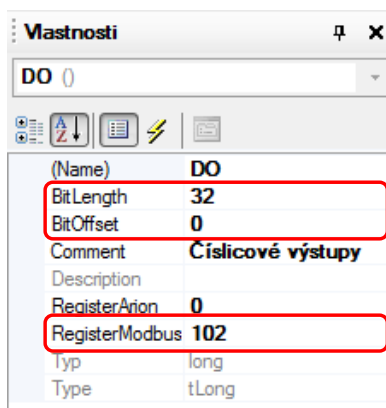 Vlastnosti
DO ()
(Name) DO
BitLength 32
BitOffset 0
Comment Číslicové výstupy
Description
RegisterArion 0
RegisterModbus 102
Typ long
Type tLong